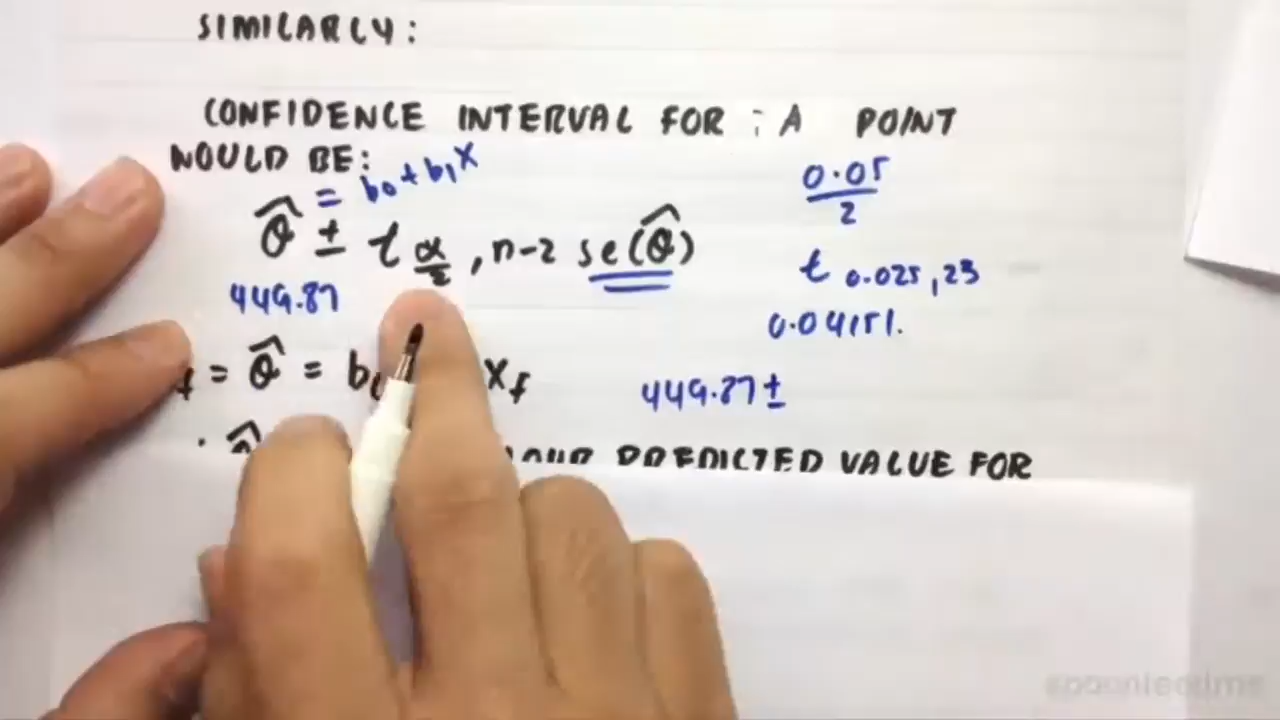 SIMILARLY:
CONFIDENCE INTERVAL FOR : A POINT
WOULD BE:
= b₀ + b₁x
θ̂ ± t α/2 , n-2 se(θ̂)
449.87
0.05/2
t 0.025, 23
0.04151.
449.87 ±
= θ̂ = b x_f
PREDICTED VALUE FOR